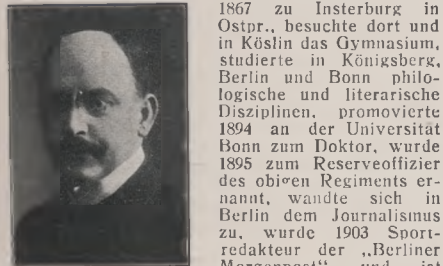 1867 zu Insterburg in
Ostpr., besuchte dort und
in Köslin das Gymnasium,
studierte in Königsberg,
Berlin und Bonn philo-
logische und literarische
Disziplinen, promovierte
1894 an der Universität
Bonn zum Doktor, wurde
1895 zum Reserveoffizier
des obigen Regiments er-
nannt, wandte sich in
Berlin dem Journalismus
zu, wurde 1903 Sport-
redakteur der „Berliner
Morgenpost" und ist